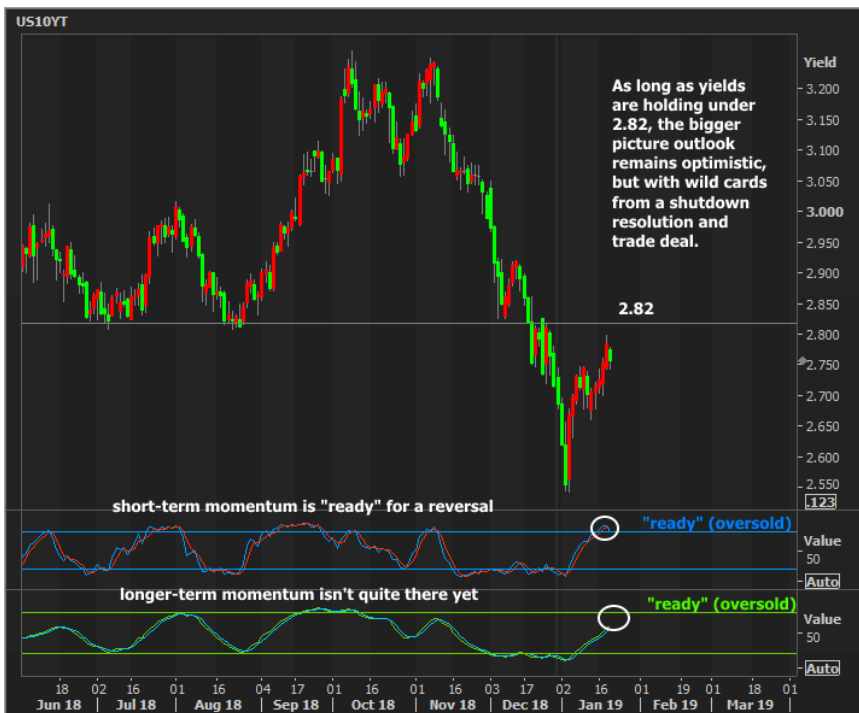 US10YT
Yield
As long as yields
are holding under
2.82, the bigger
picture outlook
remains optimistic,
but with wild cards
from a shutdown
resolution and
trade deal.
3.200
3.150
3.100
3.050
3.000
2.950
2.900
2.850
2.82
2.800
2.750
2.700
2.650
2.600
2.550
.123
short-term momentum is "ready" for a reversal
"ready" (oversold)
Value
50
Auto
longer-term momentum isn't quite there yet
"ready" (oversold)
Value
50
Auto
18 02 16 01 16 04 17 01 16 01 16 03 17 02 16 01 19 01 18 01
Jun 18 Jul 18 Aug 18 Sep 18 Oct 18 Nov 18 Dec 18 Jan 19 Feb 19 Mar 19